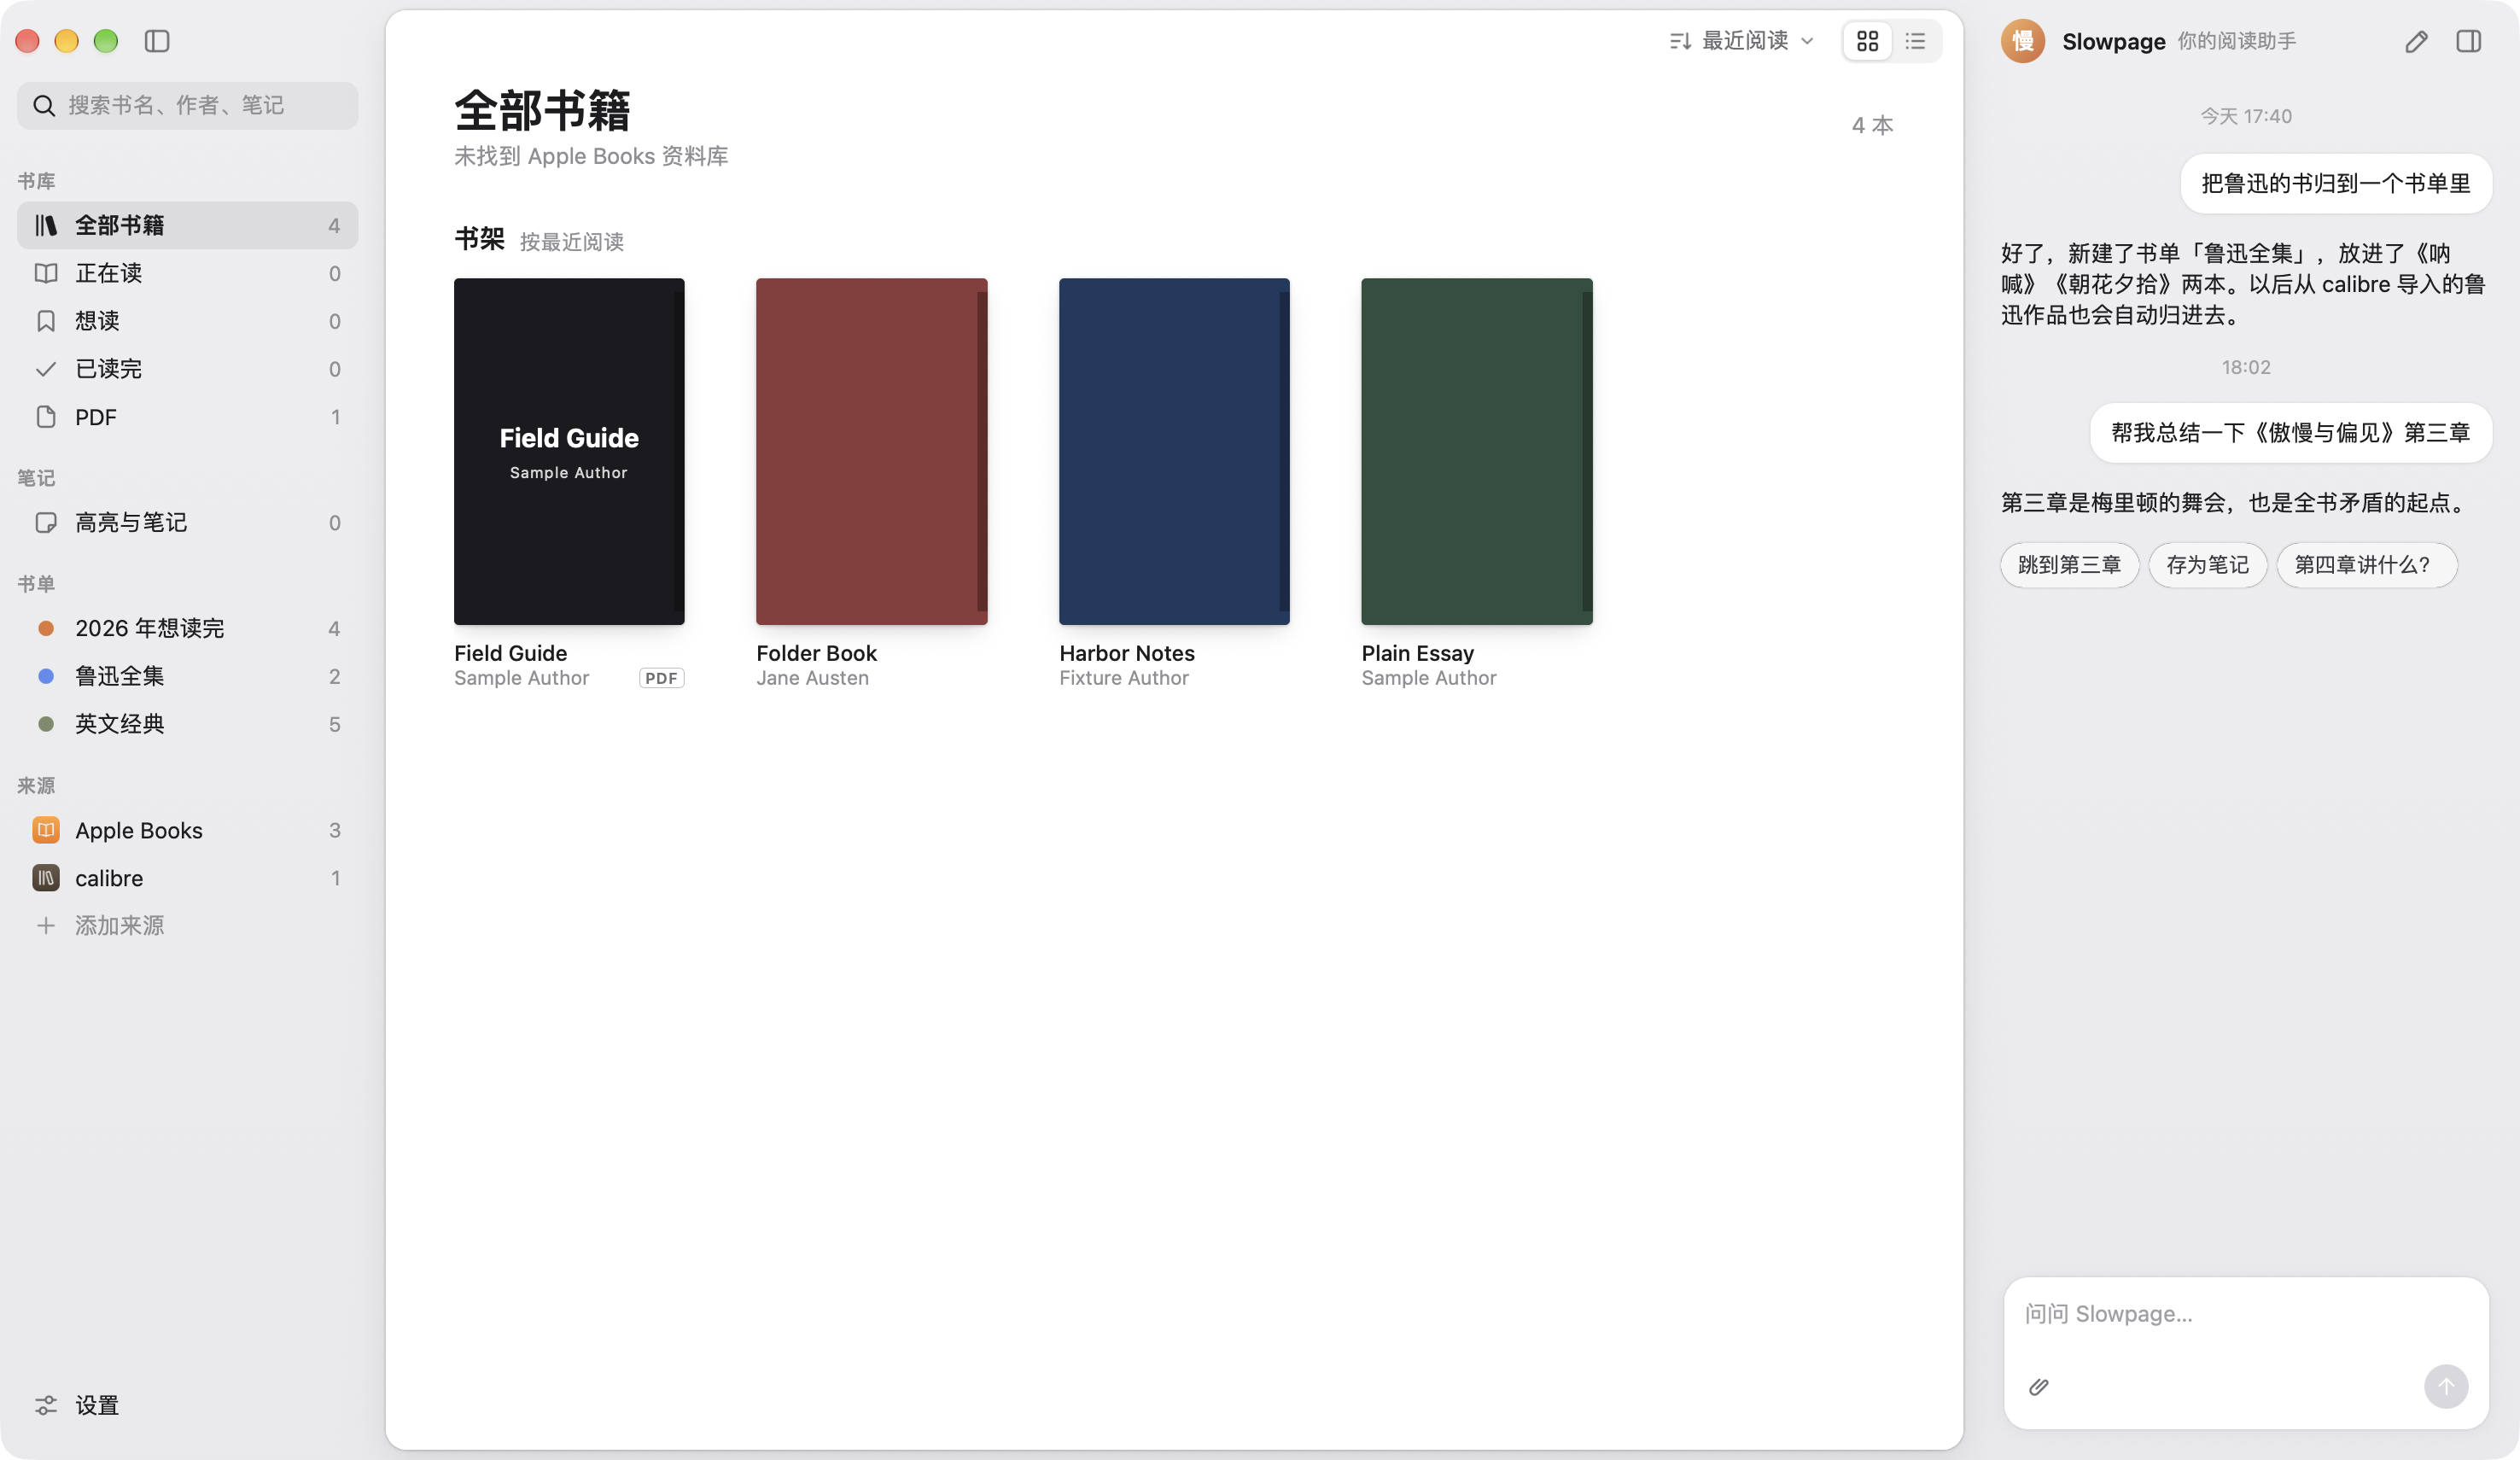 搜索书名、作者、笔记
书库
全部书籍 4
正在读 0
想读 0
已读完 0
PDF 1
笔记
高亮与笔记 0
书单
2026 年想读完 4
鲁迅全集 2
英文经典 5
来源
Apple Books 3
calibre 1
添加来源
设置
最近阅读
全部书籍
4 本
未找到 Apple Books 资料库
书架 按最近阅读
Field Guide
Sample Author
Field Guide
Sample Author PDF
Folder Book
Jane Austen
Harbor Notes
Fixture Author
Plain Essay
Sample Author
慢 Slowpage 你的阅读助手
今天 17:40
把鲁迅的书归到一个书单里
好了，新建了书单「鲁迅全集」，放进了《呐
喊》《朝花夕拾》两本。以后从 calibre 导入的鲁
迅作品也会自动归进去。
18:02
帮我总结一下《傲慢与偏见》第三章
第三章是梅里顿的舞会，也是全书矛盾的起点。
跳到第三章 存为笔记 第四章讲什么？
问问 Slowpage...